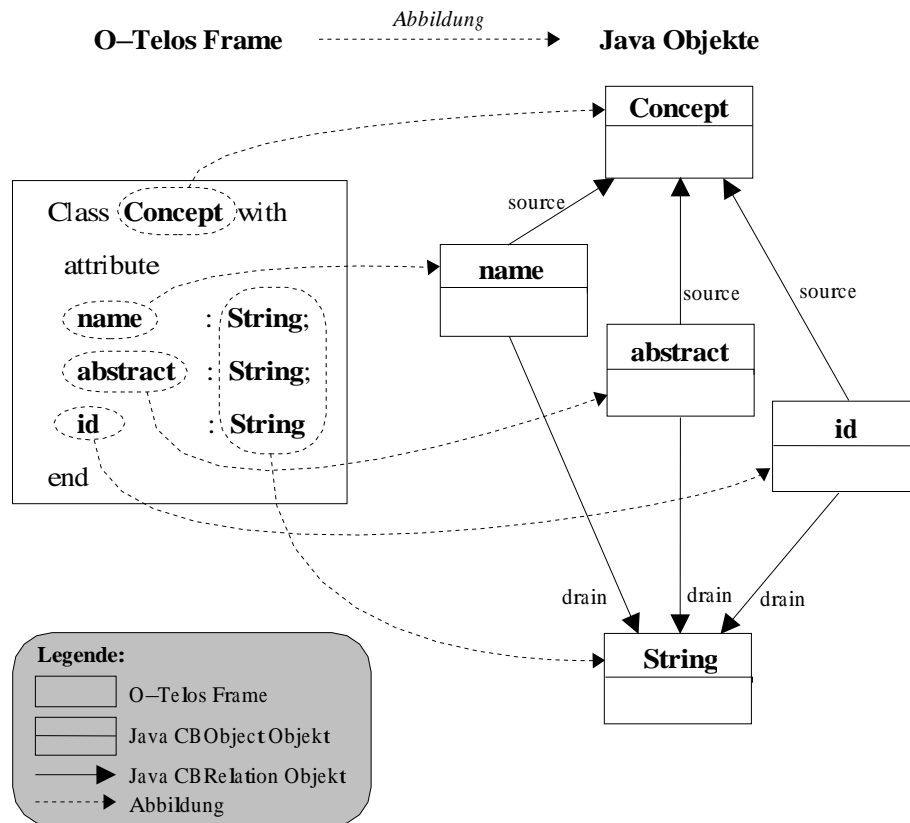 Abbildung
O–Telos Frame
Java Objekte
Concept
Class Concept with
attribute
name : String;
abstract : String;
id : String
end
source
name
source
source
abstract
id
drain
drain
drain
String
Legende:
O–Telos Frame
Java CBObject Objekt
Java CBRelation Objekt
Abbildung